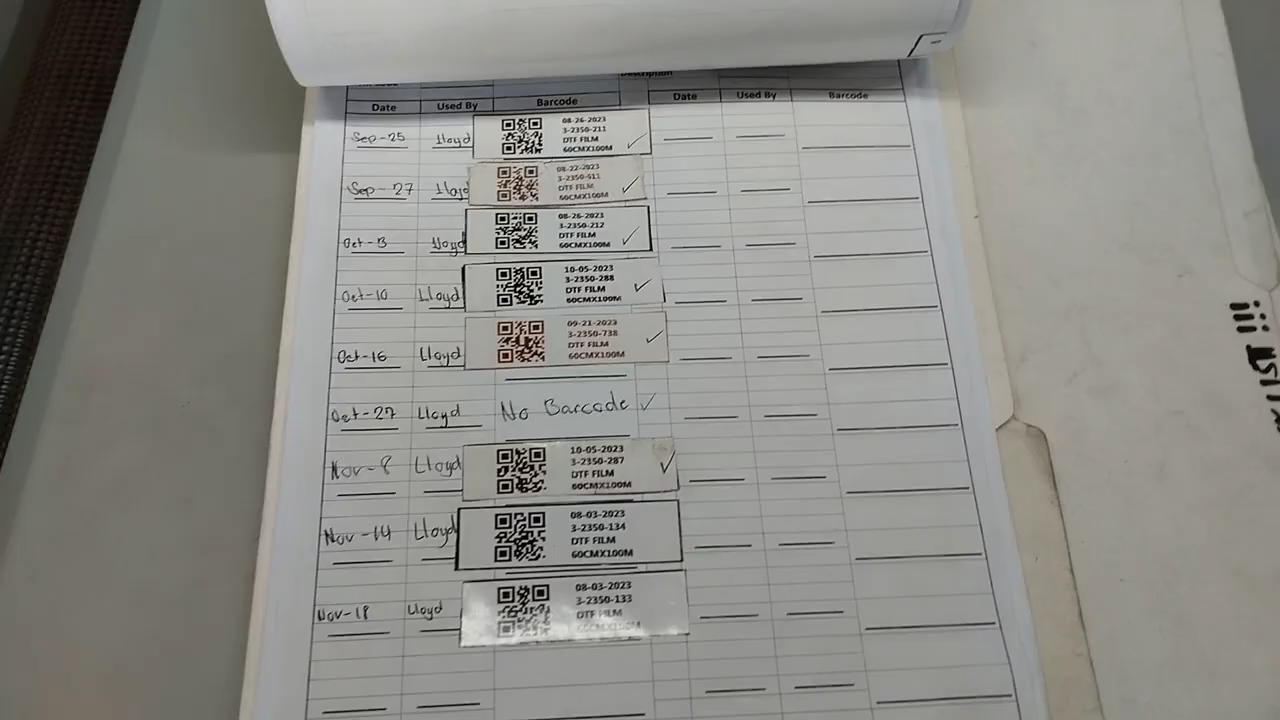 Description
Date Used By Barcode Date Used By Barcode
Sep-25 Lloyd
08-26-2023
3-2350-211
DTF FILM
60CMX100M
Sep-27 Lloyd
08-22-2023
3-2350-611
DTF FILM
60CMX100M
Oct-3 Lloyd
08-26-2023
3-2350-212
DTF FILM
60CMX100M
Oct-10 Lloyd
10-05-2023
3-2350-288
DTF FILM
60CMX100M
Oct-16 Lloyd
09-21-2023
3-2350-738
DTF FILM
60CMX100M
Oct-27 Lloyd No Barcode
Nov-8 Lloyd
10-05-2023
3-2350-287
DTF FILM
60CMX100M
Nov-14 Lloyd
08-03-2023
3-2350-134
DTF FILM
60CMX100M
Nov-18 Lloyd
08-03-2023
3-2350-133
DTF FILM
60CMX100M